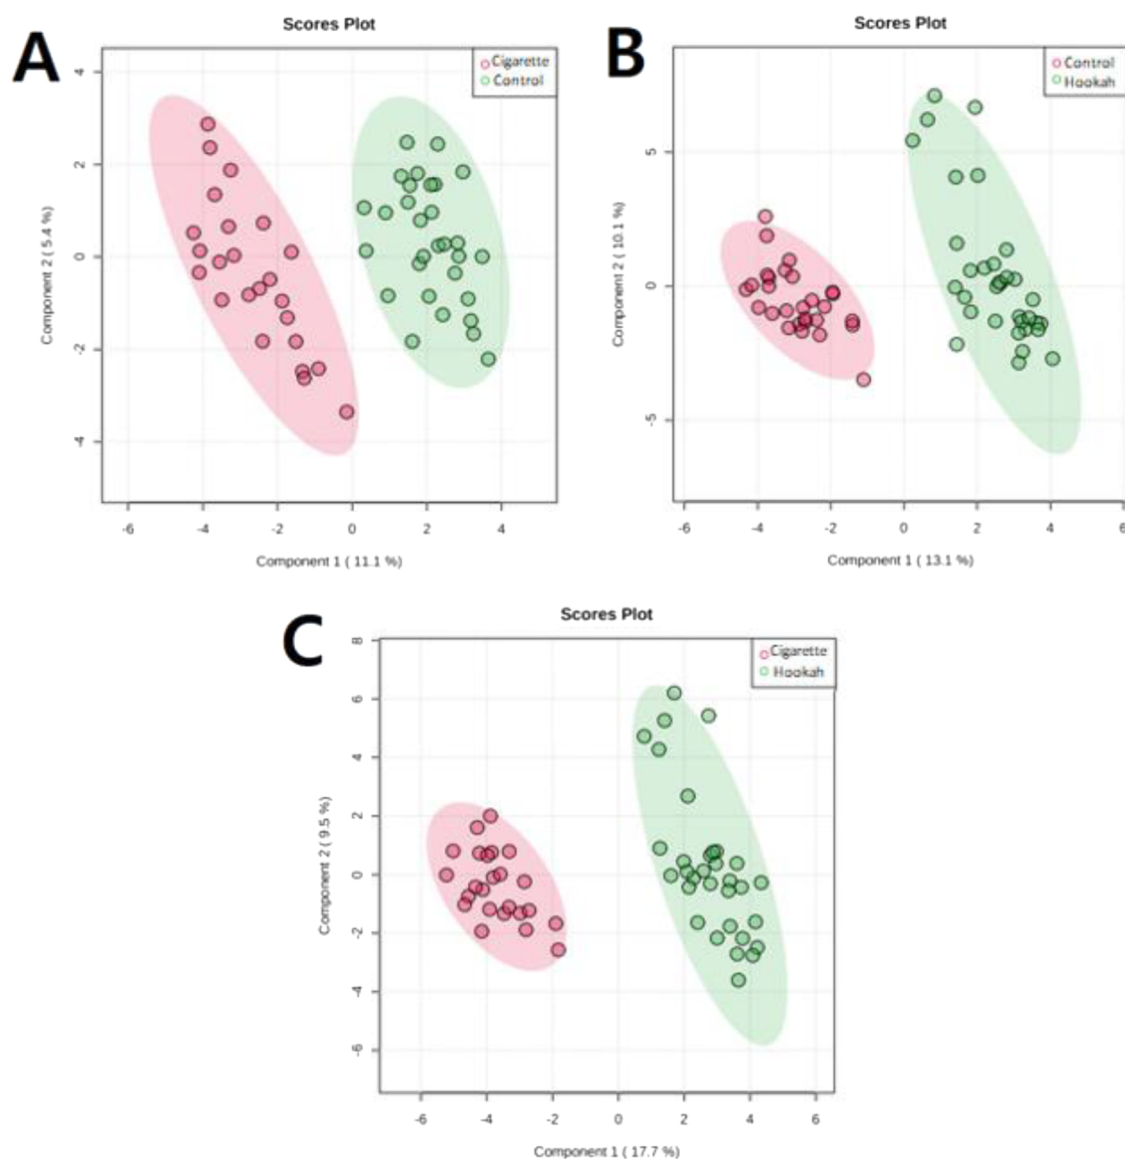 A
Scores Plot
Cigarette
Control
4
2
0
-2
-4
Component 2 ( 5.4 %)
-6 -4 -2 0 2 4
Component 1 ( 11.1 %)
B
Scores Plot
Control
Hookah
5
0
-5
Component 2 ( 10.1 %)
-6 -4 -2 0 2 4 6
Component 1 ( 13.1 %)
C
Scores Plot
Cigarette
Hookah
8
6
4
2
0
-2
-4
-6
Component 2 ( 9.5 %)
-6 -4 -2 0 2 4 6
Component 1 ( 17.7 %)